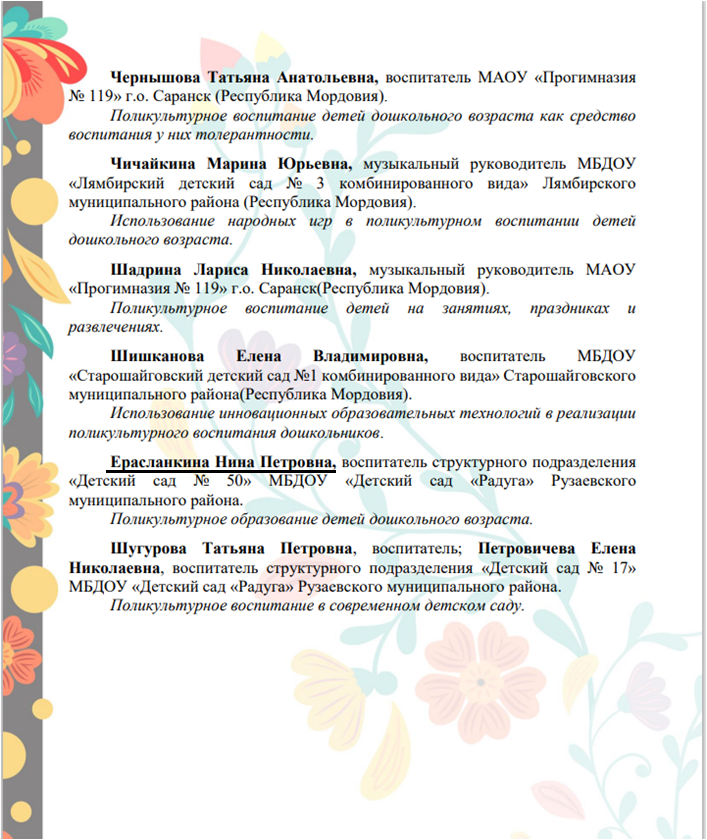 Чернышова Татьяна Анатольевна, воспитатель МАОУ «Прогимназия
№ 119» г.о. Саранск (Республика Мордовия).
Поликультурное воспитание детей дошкольного возраста как средство
воспитания у них толерантности.
Чичайкина Марина Юрьевна, музыкальный руководитель МБДОУ
«Лямбирский детский сад № 3 комбинированного вида» Лямбирского
муниципального района (Республика Мордовия).
Использование народных игр в поликультурном воспитании детей
дошкольного возраста.
Шадрина Лариса Николаевна, музыкальный руководитель МАОУ
«Прогимназия № 119» г.о. Саранск(Республика Мордовия).
Поликультурное воспитание детей на занятиях, праздниках и
развлечениях.
Шишканова Елена Владимировна, воспитатель МБДОУ
«Старошайговский детский сад №1 комбинированного вида» Старошайговского
муниципального района(Республика Мордовия).
Использование инновационных образовательных технологий в реализации
поликультурного воспитания дошкольников.
Ерасланкина Нина Петровна, воспитатель структурного подразделения
«Детский сад № 50» МБДОУ «Детский сад «Радуга» Рузаевского
муниципального района.
Поликультурное образование детей дошкольного возраста.
Шугурова Татьяна Петровна, воспитатель; Петровичева Елена
Николаевна, воспитатель структурного подразделения «Детский сад № 17»
МБДОУ «Детский сад «Радуга» Рузаевского муниципального района.
Поликультурное воспитание в современном детском саду.